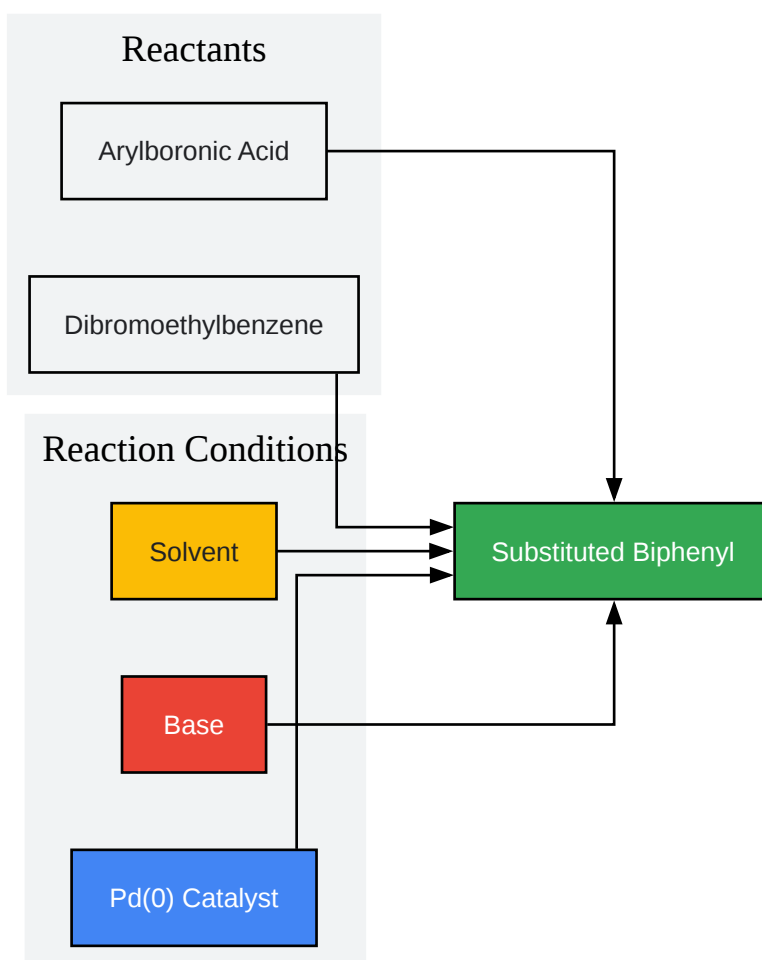 Reactants
Arylboronic Acid
Dibromoethylbenzene
Reaction Conditions
Solvent
Substituted Biphenyl
Base
Pd(0) Catalyst